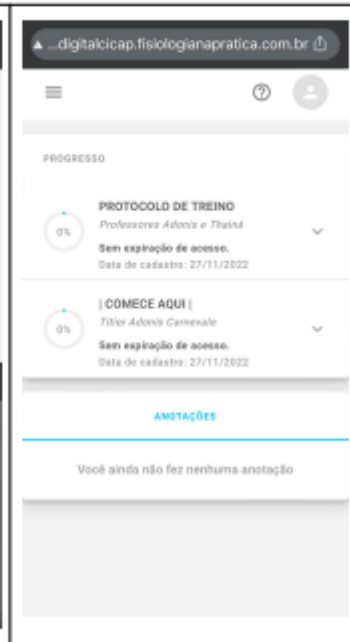 ...digitalcicap.fisiologianapratica.com.br
PROGRESSO
0%
PROTOCOLO DE TREINO
Professores Adonis e Thainá
Sem expiração de acesso.
Data de cadastro: 27/11/2022
0%
| COMECE AQUI |
Titier Adonis Carnevale
Sem expiração de acesso.
Data de cadastro: 27/11/2022
ANOTAÇÕES
Você ainda não fez nenhuma anotação